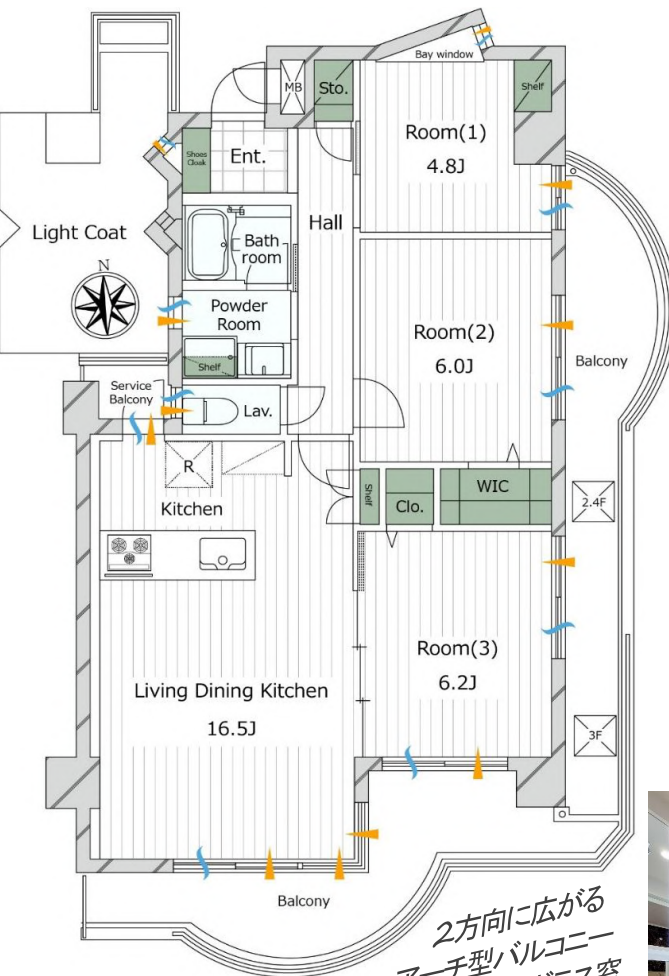 Bay window
MB
Sto.
Shelf
Room(1)
4.8J
Shoes
Cloak
Ent.
Hall
Light Coat
N
Bath
room
Powder
Room
Shelf
Room(2)
6.0J
Balcony
Service
Balcony
Lav.
R
Kitchen
Shelf
Clo.
WIC
2.4F
Room(3)
6.2J
Living Dining Kitchen
16.5J
3F
Balcony
2方向に広がる
アーチ型バルコニー